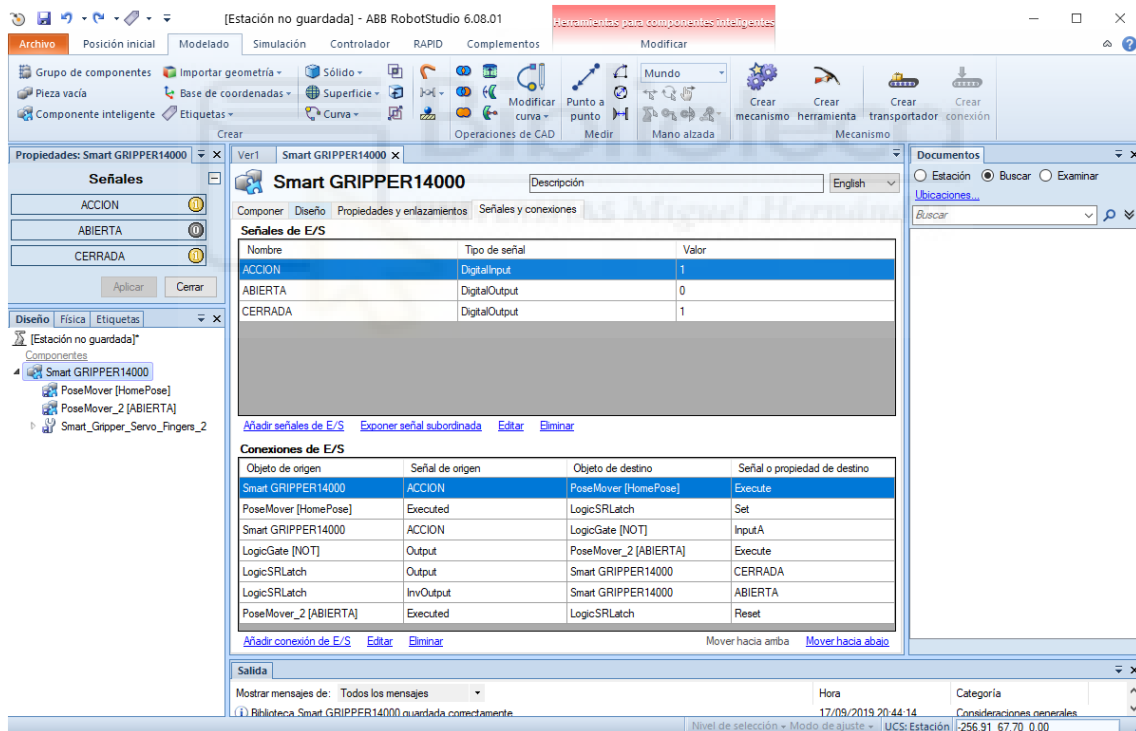 [Estación no guardada] - ABB RobotStudio 6.08.01
Herramientas para componentes inteligentes
Archivo Posición inicial Modelado Simulación Controlador RAPID Complementos Modificar
Grupo de componentes Importar geometría Sólido
Pieza vacía Base de coordenadas Superficie
Componente inteligente Etiquetas Curva
Crear
Modificar curva
Operaciones de CAD
Punto a punto
Medir
Mundo
Mano alzada
Crear mecanismo
Crear herramienta
Crear transportador
Crear conexión
Mecanismo
Propiedades: Smart GRIPPER14000
Señales
ACCION 1
ABIERTA 0
CERRADA 1
Aplicar Cerrar
Diseño Física Etiquetas
[Estación no guardada]*
Componentes
Smart GRIPPER14000
PoseMover [HomePose]
PoseMover_2 [ABIERTA]
Smart_Gripper_Servo_Fingers_2
Ver1 Smart GRIPPER14000
Smart GRIPPER14000 Descripción English
Componer Diseño Propiedades y enlazamientos Señales y conexiones
Señales de E/S
Nombre Tipo de señal Valor
ACCION DigitalInput 1
ABIERTA DigitalOutput 0
CERRADA DigitalOutput 1
Añadir señales de E/S Exponer señal subordinada Editar Eliminar
Conexiones de E/S
Objeto de origen Señal de origen Objeto de destino Señal o propiedad de destino
Smart GRIPPER14000 ACCION PoseMover [HomePose] Execute
PoseMover [HomePose] Executed LogicSRLatch Set
Smart GRIPPER14000 ACCION LogicGate [NOT] InputA
LogicGate [NOT] Output PoseMover_2 [ABIERTA] Execute
LogicSRLatch Output Smart GRIPPER14000 CERRADA
LogicSRLatch InvOutput Smart GRIPPER14000 ABIERTA
PoseMover_2 [ABIERTA] Executed LogicSRLatch Reset
Añadir conexión de E/S Editar Eliminar Mover hacia arriba Mover hacia abajo
Documentos
Estación Buscar Examinar
Ubicaciones...
Buscar
Salida
Mostrar mensajes de: Todos los mensajes Hora Categoría
Biblioteca Smart GRIPPER14000 guardada correctamente 17/09/2019 20:44:14 Consideraciones generales
Nivel de selección Modo de ajuste UCS: Estación -256.91 67.70 0.00